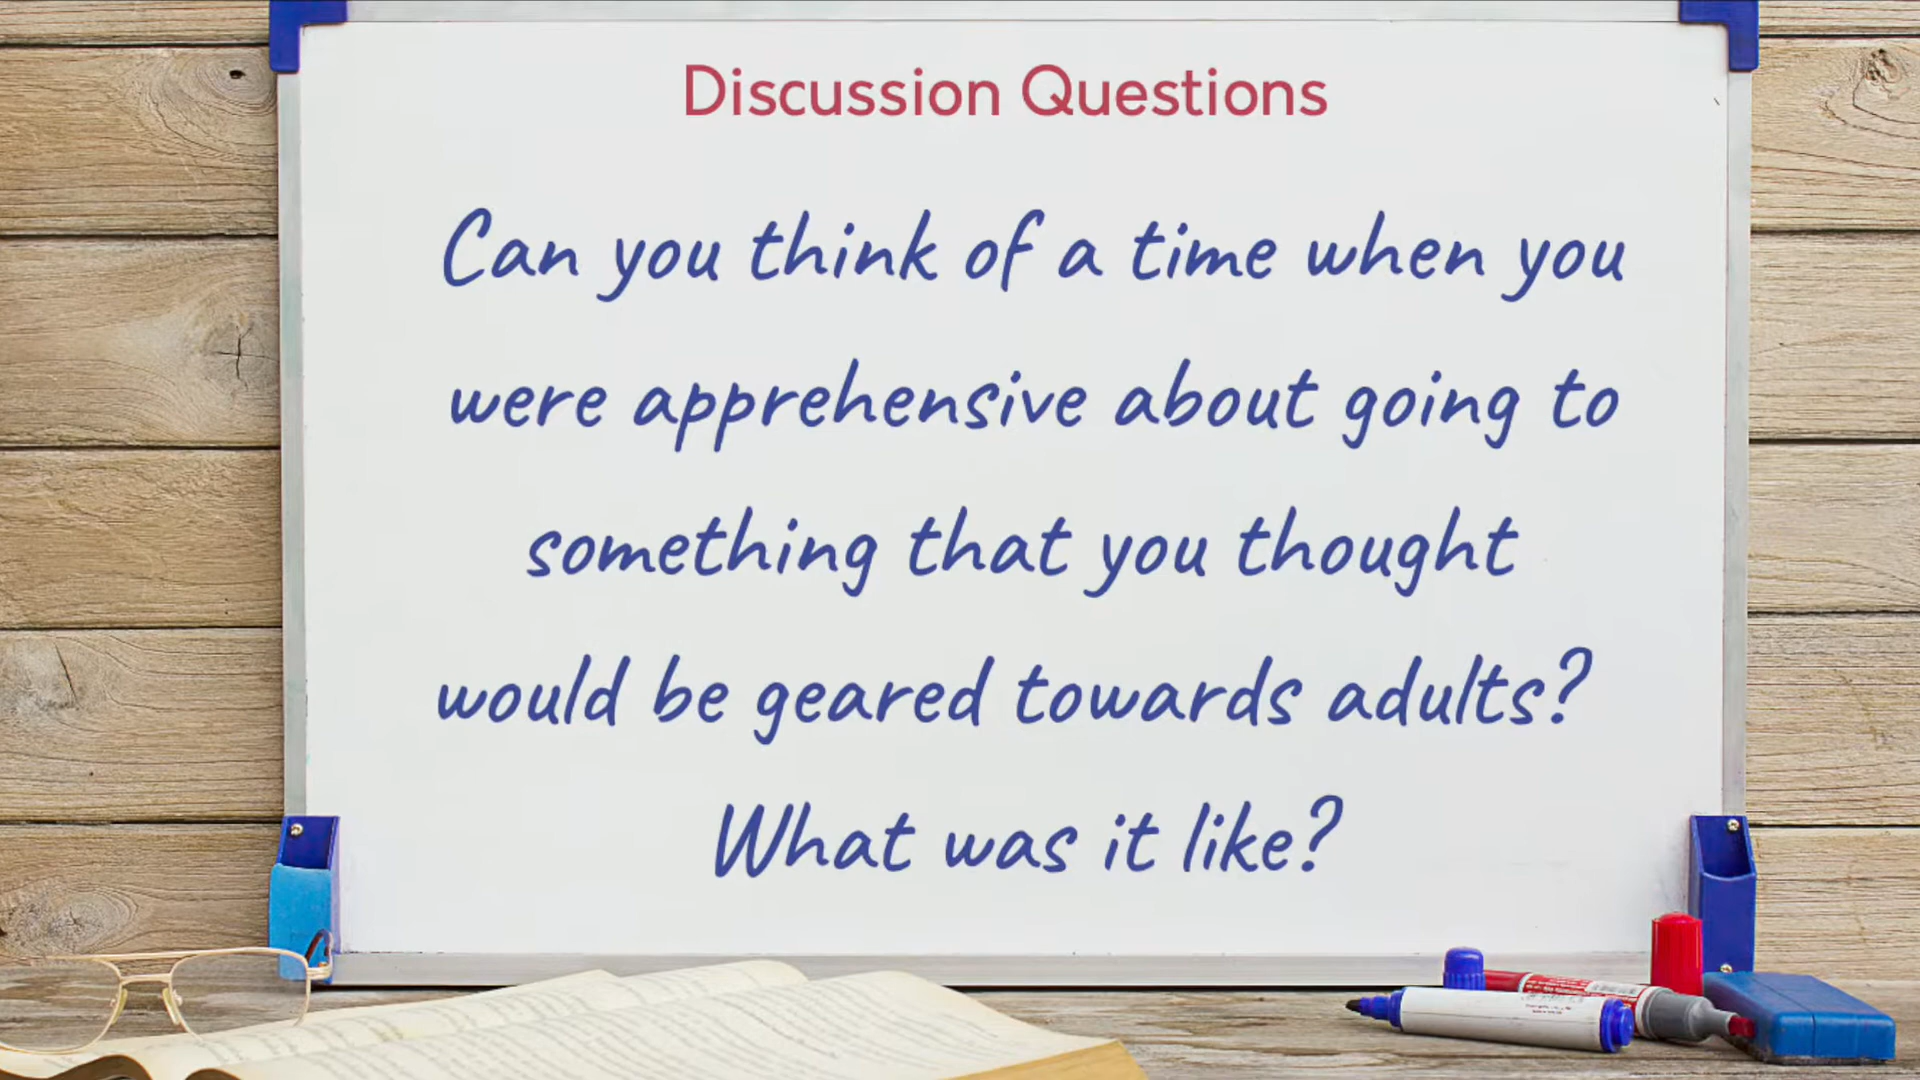 Discussion Questions
Can you think of a time when you
were apprehensive about going to
something that you thought
would be geared towards adults?
What was it like?